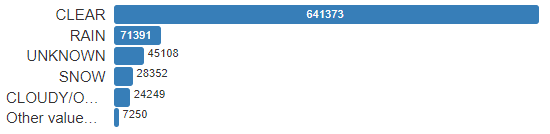 CLEAR 641373
RAIN 71391
UNKNOWN 45108
SNOW 28352
CLOUDY/O... 24249
Other value... 7250